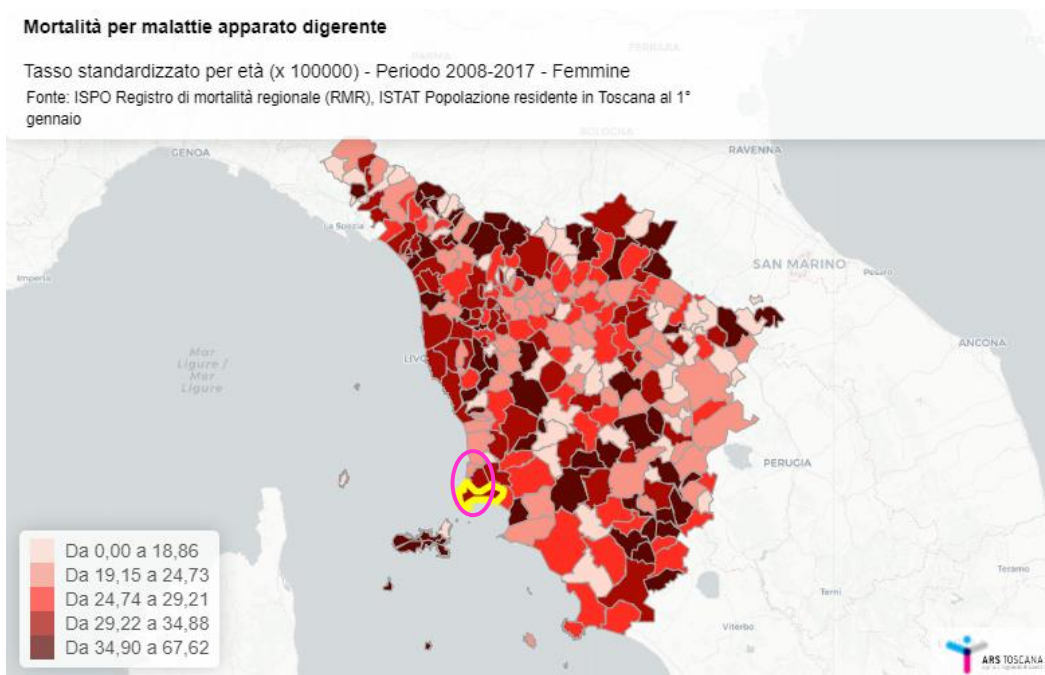 Mortalità per malattie apparato digerente
Tasso standardizzato per età (x 100000) - Periodo 2008-2017 - Femmine
Fonte: ISPO Registro di mortalità regionale (RMR), ISTAT Popolazione residente in Toscana al 1°
gennaio
PARMA
FERRARA
BOLOGNA
GENOA
RAVENNA
La Spezia
SAN MARINO
Imperia
Pesaro
Mar
Ligure /
Mar
Ligure
LIVO
ANCONA
PERUGIA
Da 0,00 a 18,86
Da 19,15 a 24,73
Da 24,74 a 29,21
Da 29,22 a 34,88
Da 34,90 a 67,62
Teramo
Terni
Viterbo
ARS TOSCANA